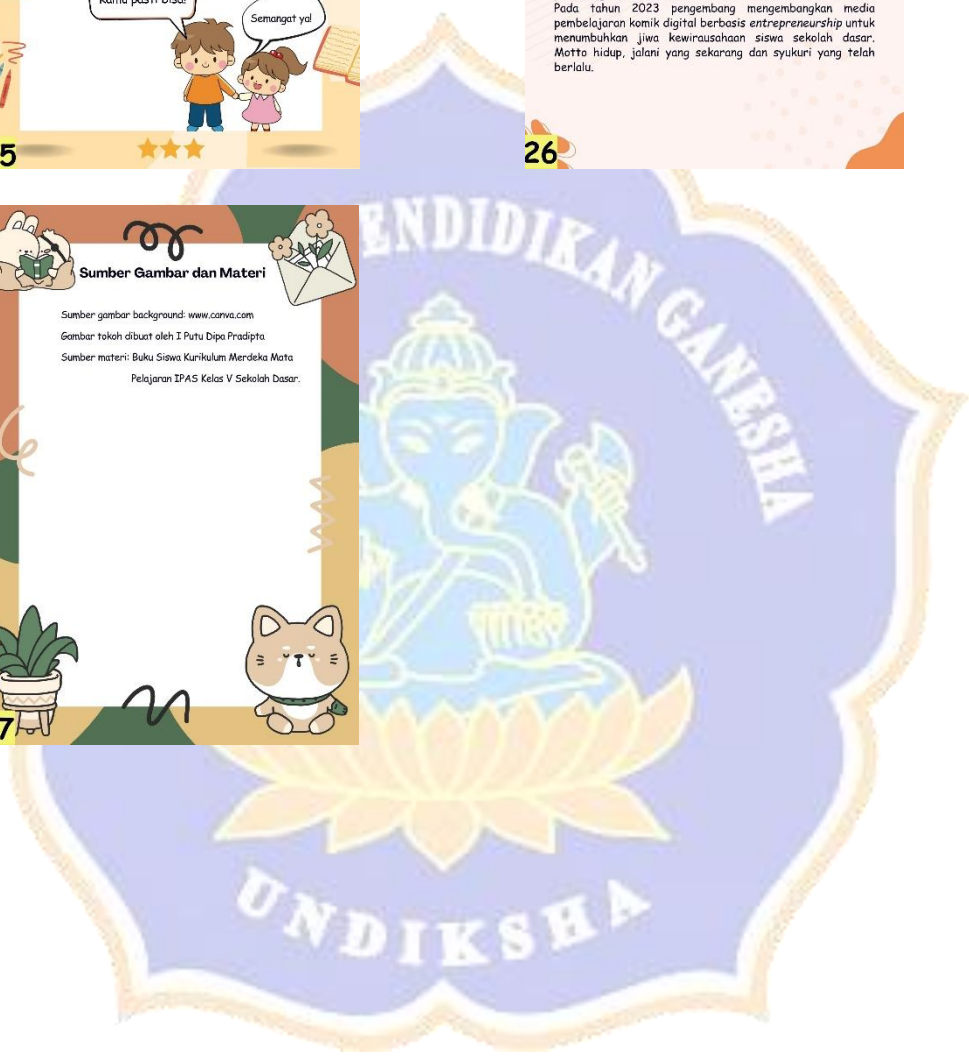 Kamu pasti bisa!
Semangat ya!
5
Pada tahun 2023 pengembang mengembangkan media
pembelajaran komik digital berbasis entrepreneurship untuk
menumbuhkan jiwa kewirausahaan siswa sekolah dasar.
Motto hidup, jalani yang sekarang dan syukuri yang telah
berlalu.
26
Sumber Gambar dan Materi
Sumber gambar background: www.canva.com
Gambar tokoh dibuat oleh I Putu Dipa Pradipta
Sumber materi: Buku Siswa Kurikulum Merdeka Mata
Pelajaran IPAS Kelas V Sekolah Dasar.
7
ENDIDIKAN GANESHA
UNDIKSHA